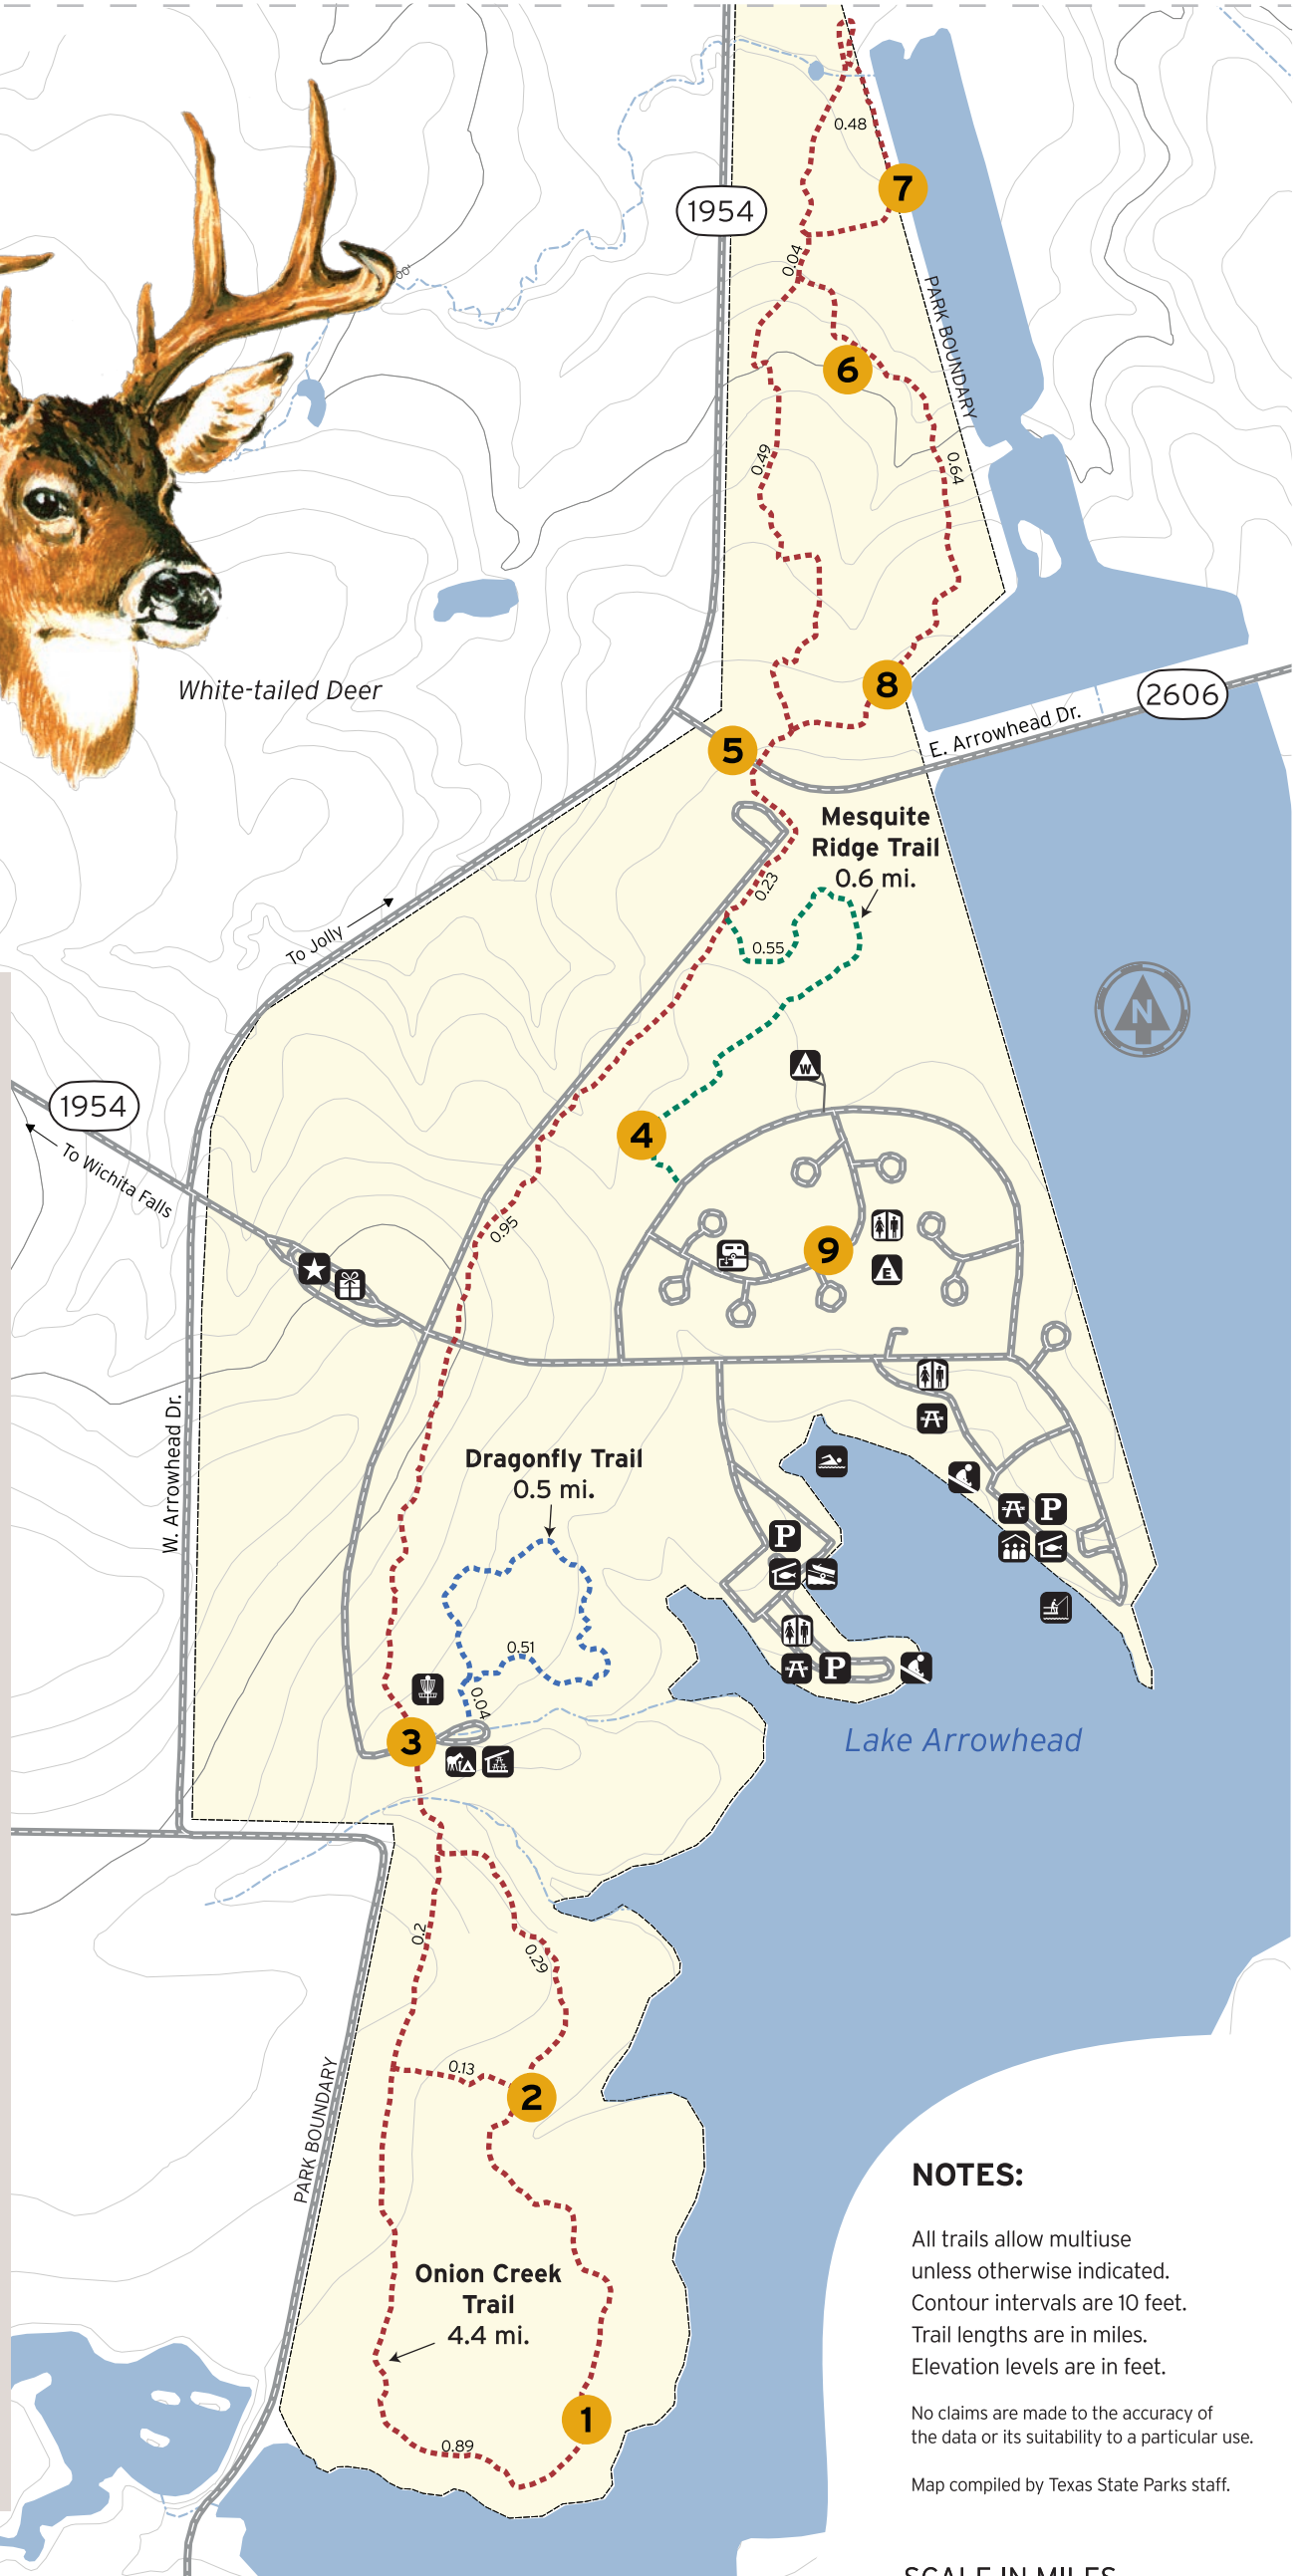 0.48
7
1954
0.04
PARK BOUNDARY
6
0.49
0.64
White-tailed Deer
8
2606
E. Arrowhead Dr.
5
Mesquite
Ridge Trail
0.6 mi.
0.23
To Jolly
0.55
N
W
1954
4
To Wichita Falls
0.95
9
E
W. Arrowhead Dr.
Dragonfly Trail
0.5 mi.
P
P
0.51
P
0.04
3
Lake Arrowhead
0.2
0.29
0.13
2
PARK BOUNDARY
NOTES:
All trails allow multiuse
unless otherwise indicated.
Contour intervals are 10 feet.
Trail lengths are in miles.
Elevation levels are in feet.
Onion Creek
Trail
4.4 mi.
1
0.89
No claims are made to the accuracy of
the data or its suitability to a particular use.
Map compiled by Texas State Parks staff.
SCALE IN MILES